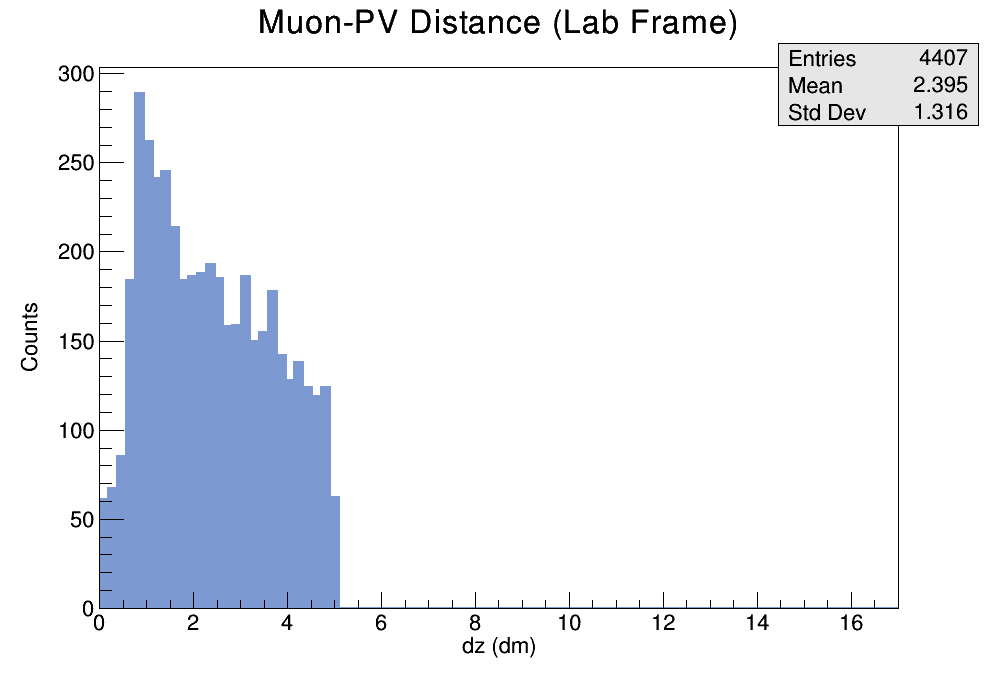 Muon-PV Distance (Lab Frame)
Entries 4407
Mean 2.395
Std Dev 1.316
300
250
200
150
100
50
0
Counts
0 2 4 6 8 10 12 14 16
dz (dm)